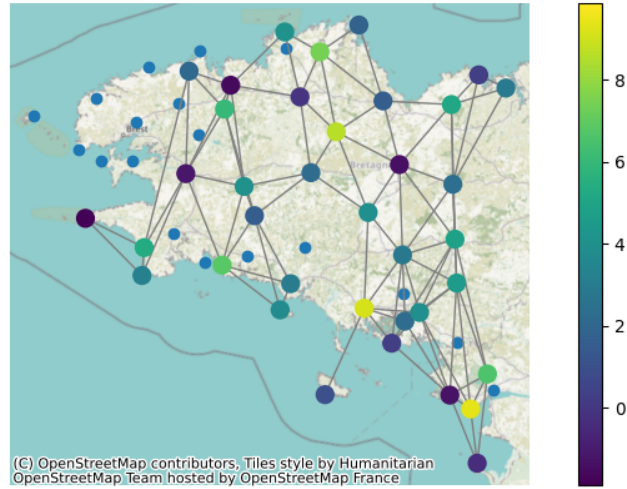 Brest
Bretagne
8
6
4
2
0
(C) OpenStreetMap contributors, Tiles style by Humanitarian
OpenStreetMap Team hosted by OpenStreetMap France